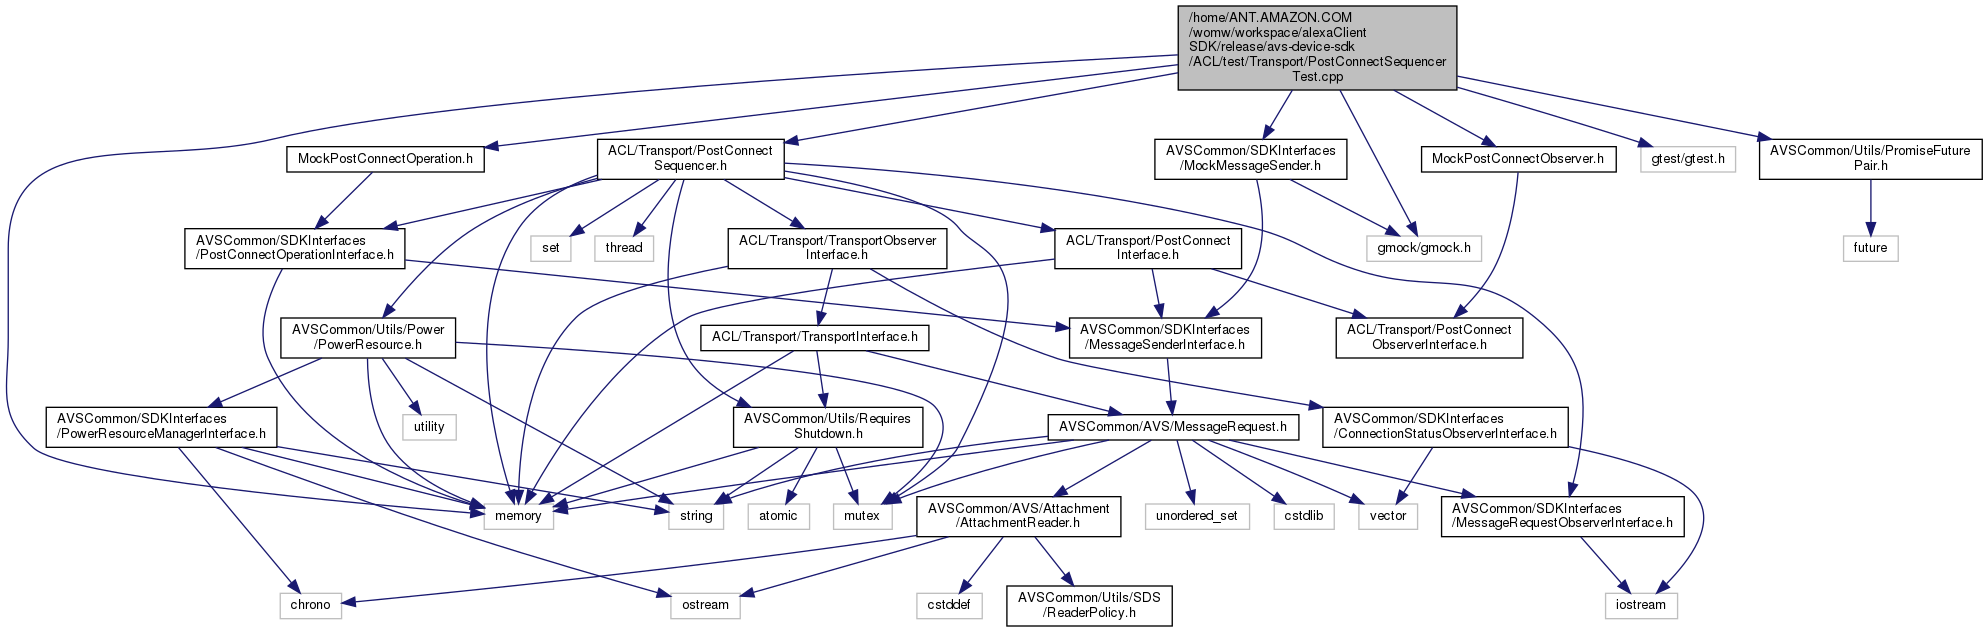 /home/ANT.AMAZON.COM
/womw/workspace/alexaClient
SDK/release/avs-device-sdk
/ACL/test/Transport/PostConnectSequencer
Test.cpp
MockPostConnectOperation.h
ACL/Transport/PostConnect
Sequencer.h
AVSCommon/SDKInterfaces
/MockMessageSender.h
MockPostConnectObserver.h
gtest/gtest.h
AVSCommon/Utils/PromiseFuture
Pair.h
AVSCommon/SDKInterfaces
/PostConnectOperationInterface.h
set
thread
ACL/Transport/TransportObserver
Interface.h
ACL/Transport/PostConnect
Interface.h
gmock/gmock.h
future
AVSCommon/Utils/Power
/PowerResource.h
ACL/Transport/TransportInterface.h
AVSCommon/SDKInterfaces
/MessageSenderInterface.h
ACL/Transport/PostConnect
ObserverInterface.h
AVSCommon/SDKInterfaces
/PowerResourceManagerInterface.h
utility
AVSCommon/Utils/Requires
Shutdown.h
AVSCommon/AVS/MessageRequest.h
AVSCommon/SDKInterfaces
/ConnectionStatusObserverInterface.h
memory
string
atomic
mutex
AVSCommon/AVS/Attachment
/AttachmentReader.h
unordered_set
cstdlib
vector
AVSCommon/SDKInterfaces
/MessageRequestObserverInterface.h
chrono
ostream
cstddef
AVSCommon/Utils/SDS
/ReaderPolicy.h
iostream